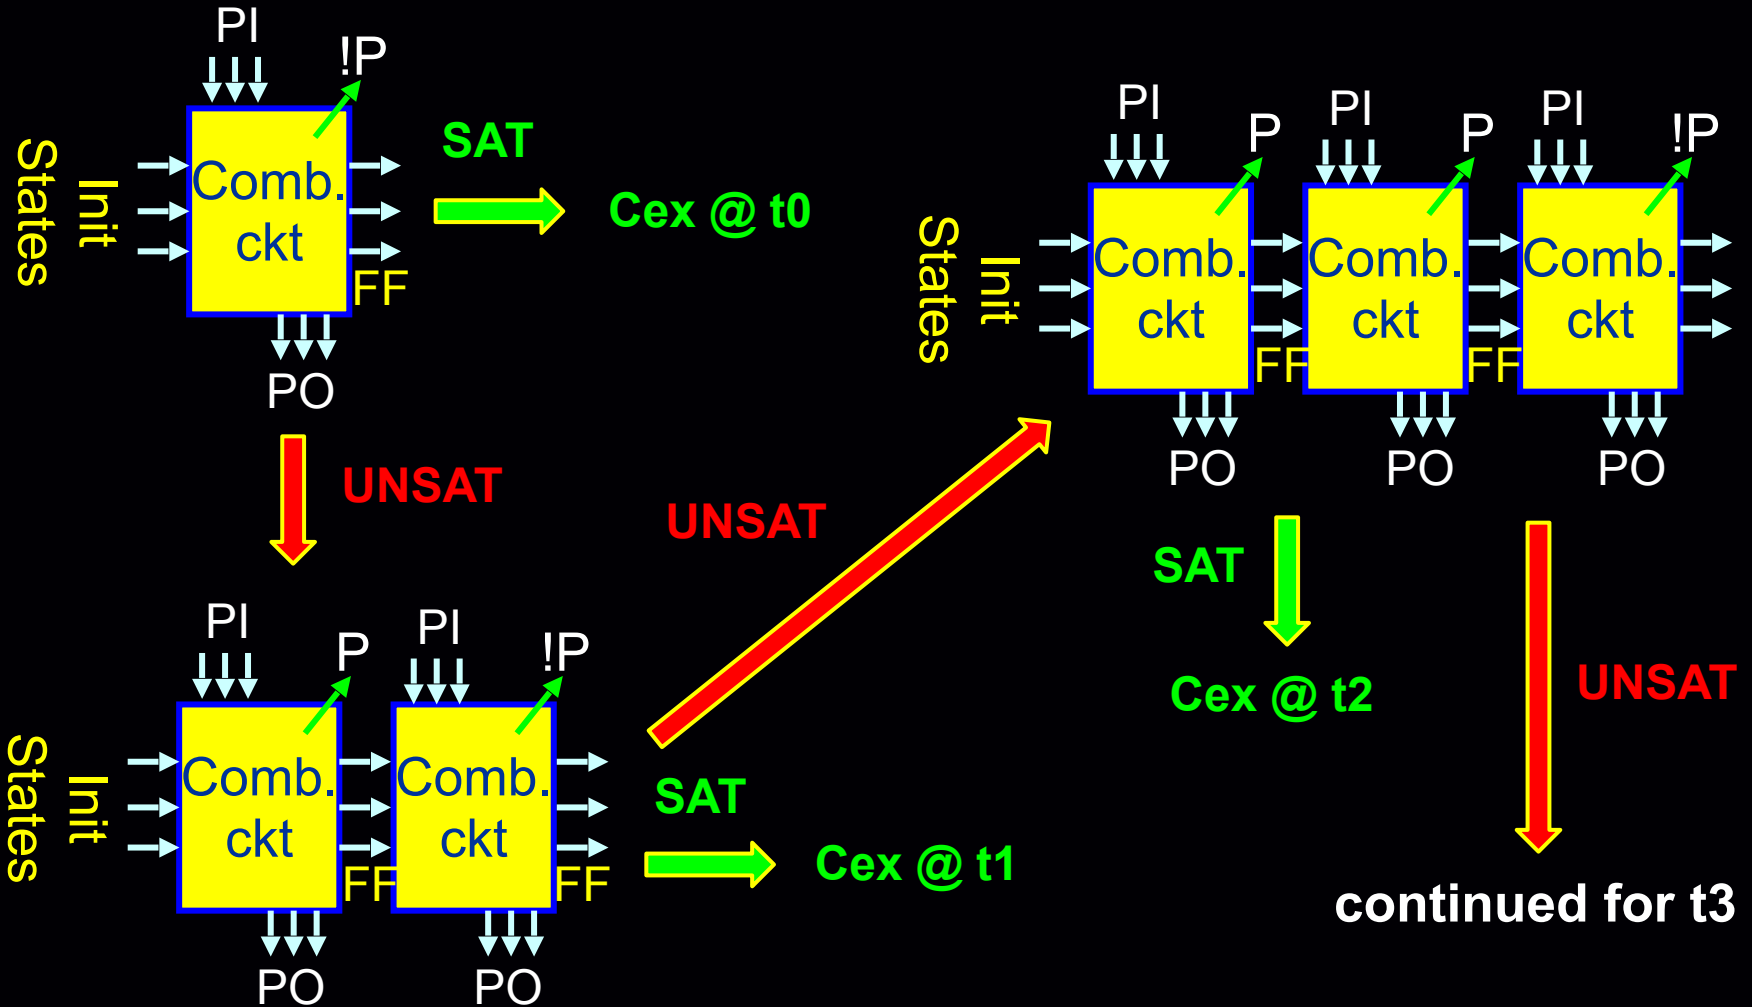 PI
!P
States
Init
Comb.
ckt
FF
PO
SAT
Cex @ t0
UNSAT
PI
P
PI
!P
States
Init
Comb.
ckt
FF
Comb.
ckt
FF
PO
PO
SAT
Cex @ t1
UNSAT
PI
P
PI
P
PI
!P
States
Init
Comb.
ckt
FF
Comb.
ckt
FF
Comb.
ckt
PO
PO
PO
SAT
Cex @ t2
UNSAT
continued for t3